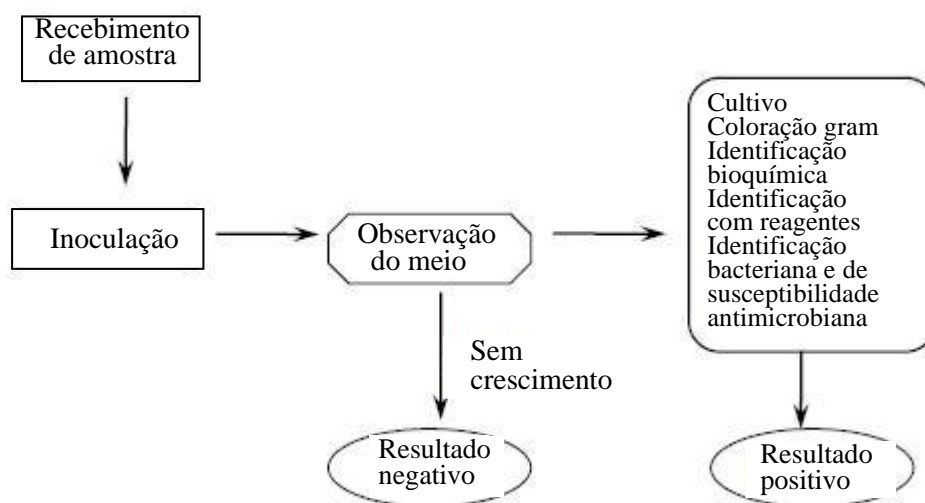 Recebimento
de amostra
Inoculação
Observação
do meio
Sem
crescimento
Resultado
negativo
Cultivo
Coloração gram
Identificação
bioquímica
Identificação
com reagentes
Identificação
bacteriana e de
susceptibilidade
antimicrobiana
Resultado
positivo